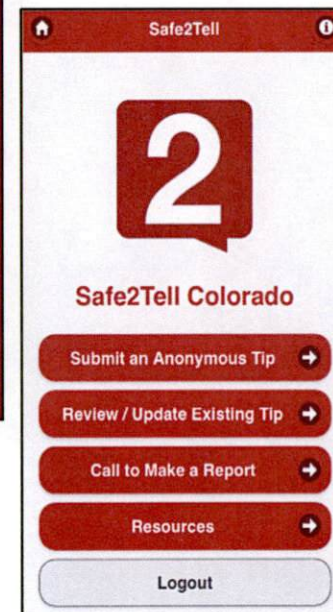 Safe2Tell
2
Safe2Tell Colorado
Submit an Anonymous Tip
Review / Update Existing Tip
Call to Make a Report
Resources
Logout